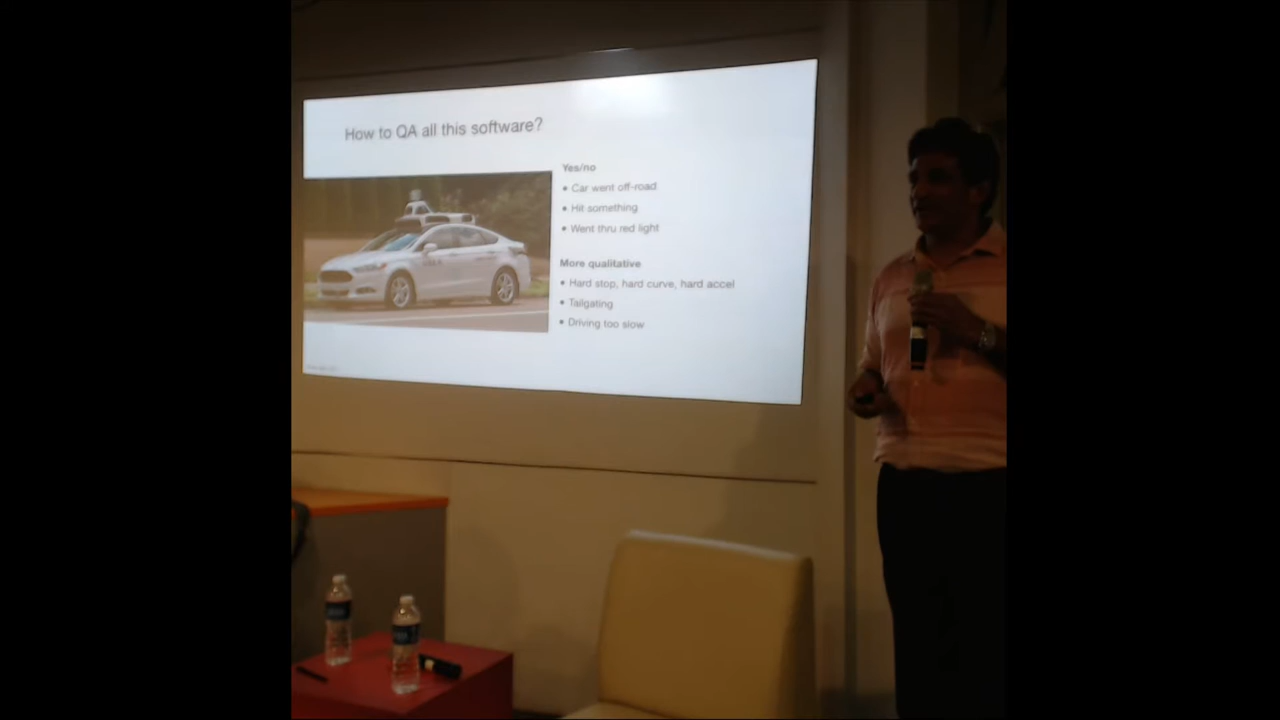 How to QA all this software?
Yes/no
• Car went off-road
• Hit something
• Went thru red light
More qualitative
• Hard stop, hard curve, hard accel
• Tailgating
• Driving too slow